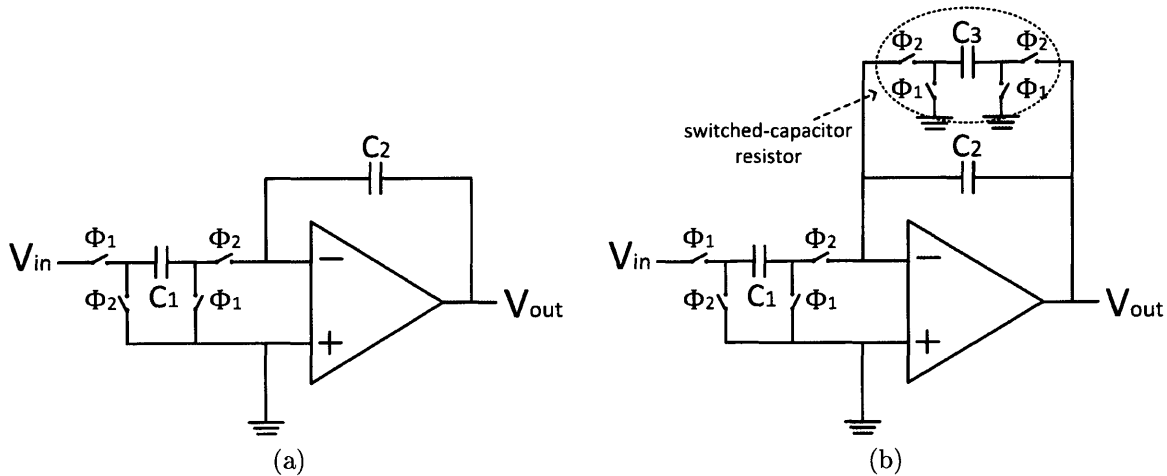 C2
Φ1
Φ2
Vin
C1
Φ2
Φ1
−
+
Vout
(a)
Φ2
C3
Φ2
Φ1
Φ1
switched-capacitor
resistor
C2
Φ1
Φ2
Vin
C1
Φ2
Φ1
−
+
Vout
(b)